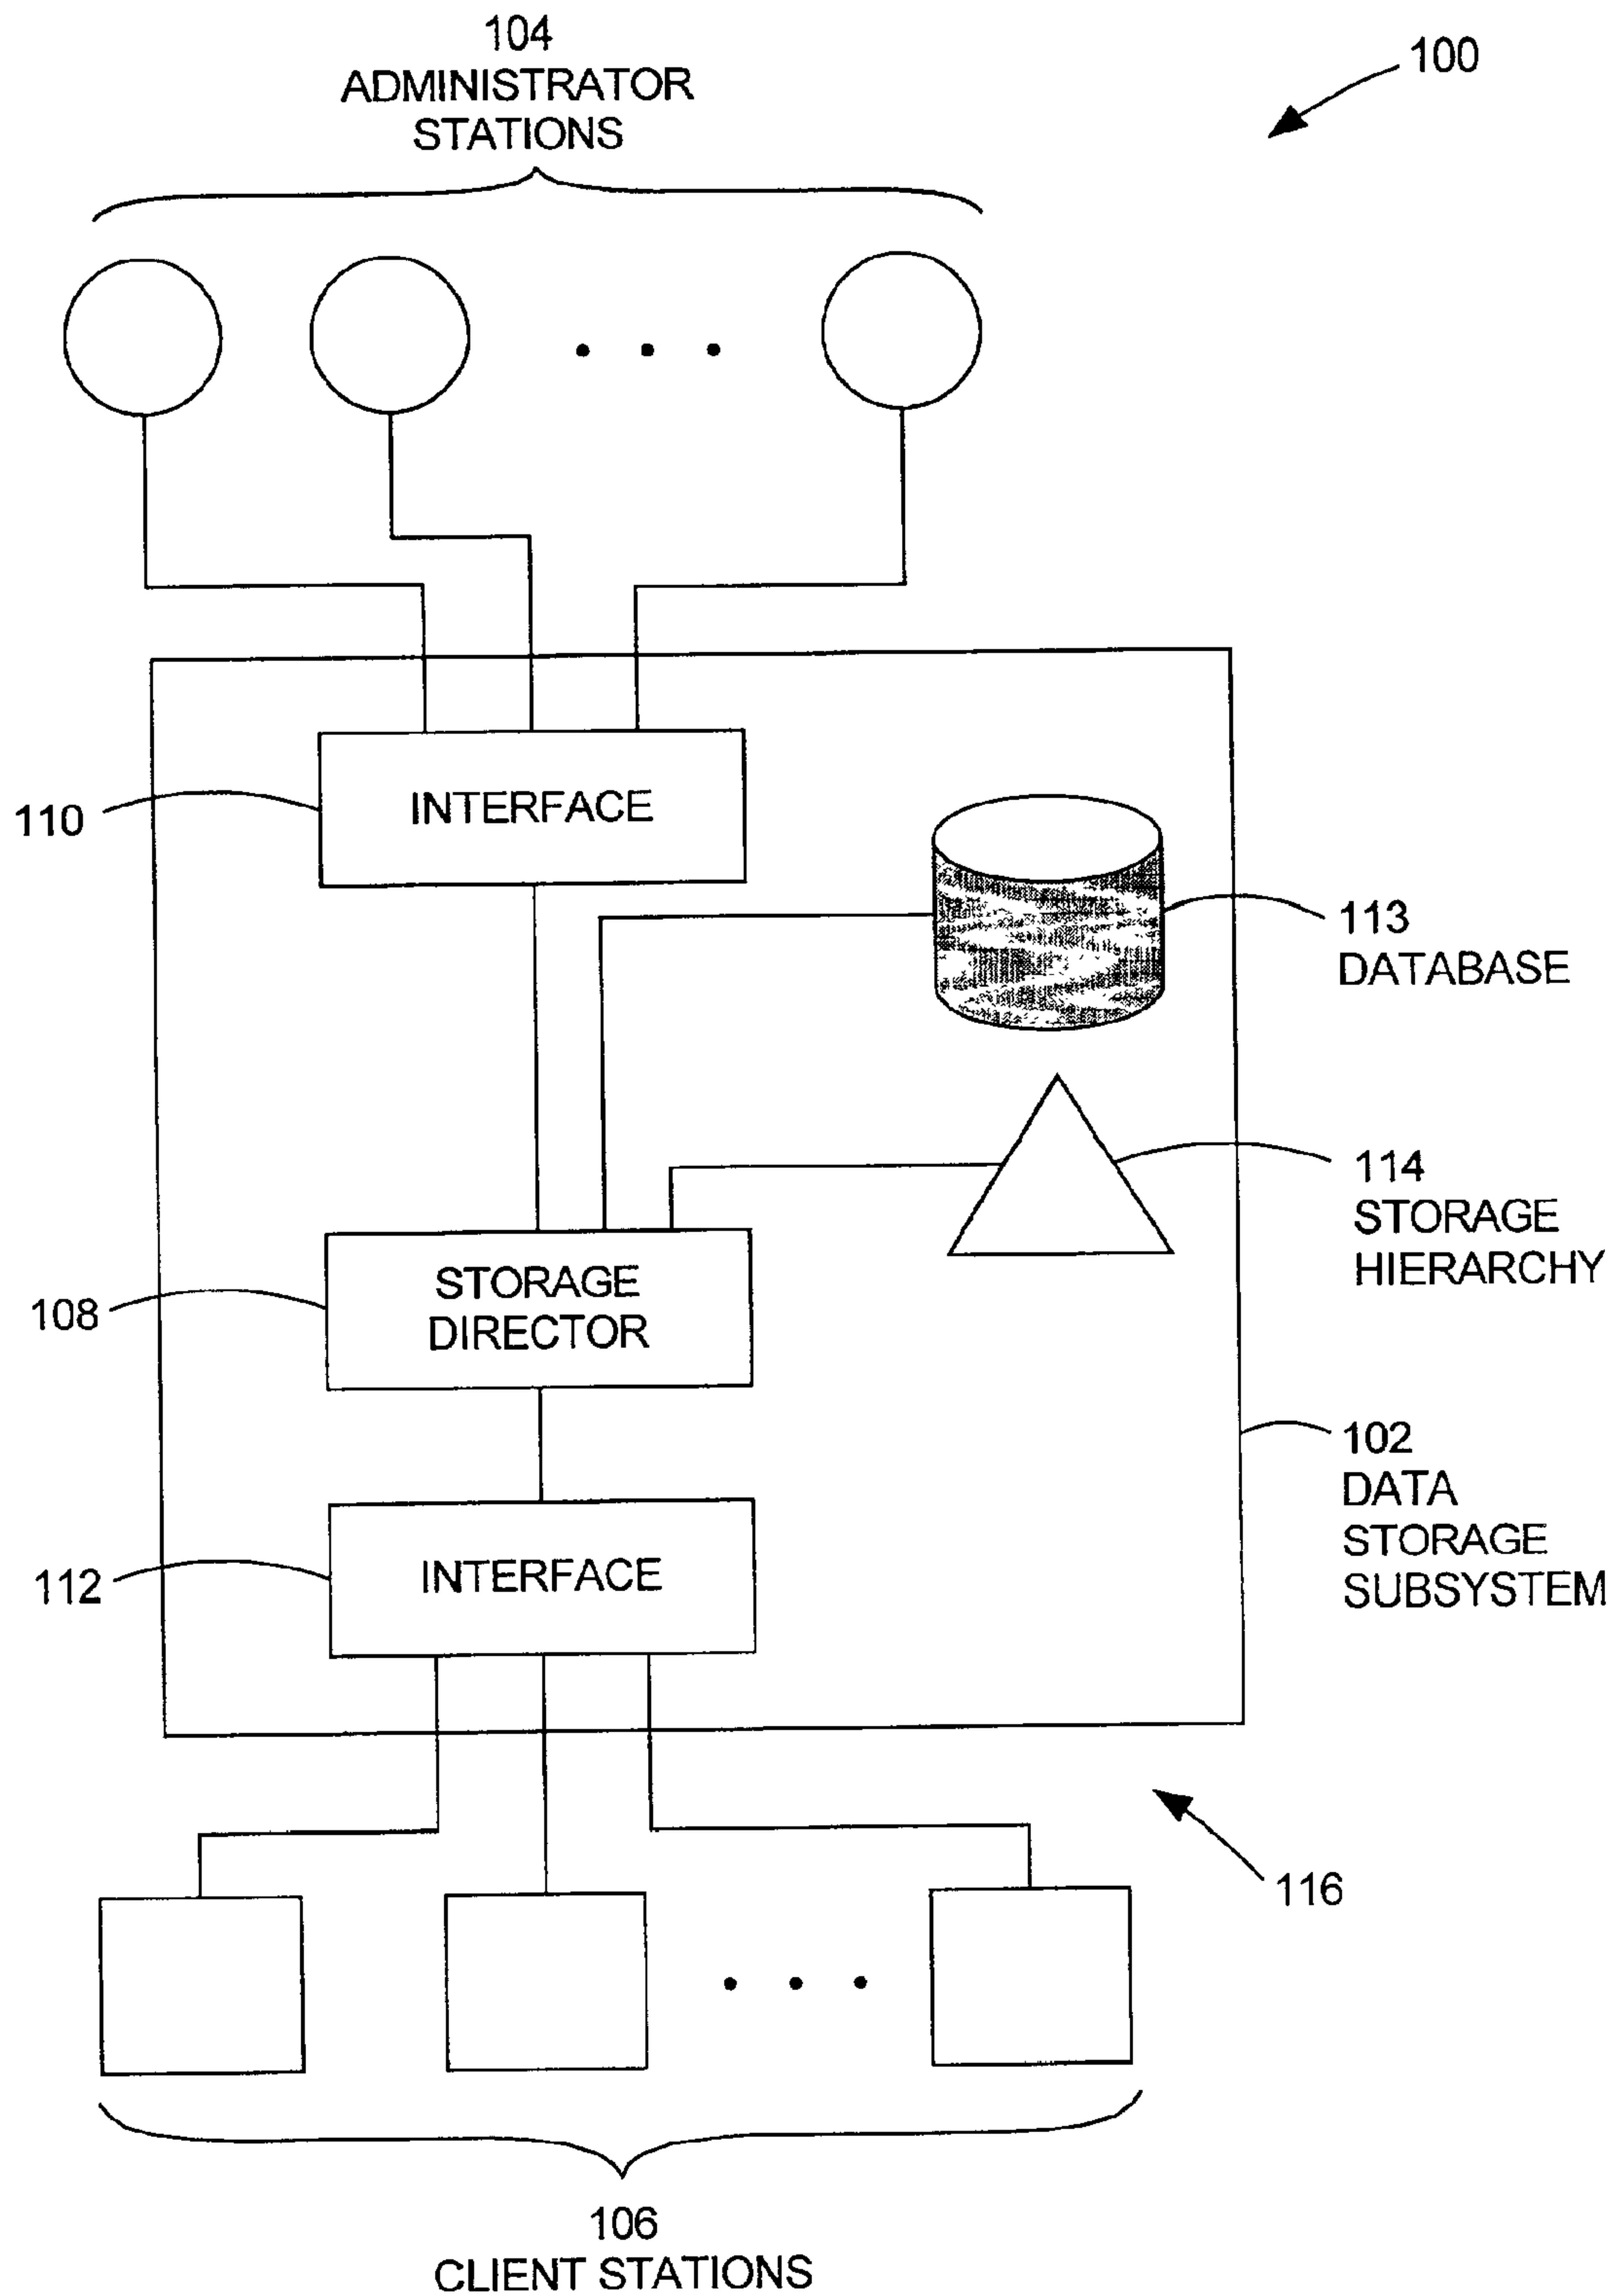 104
ADMINISTRATOR
STATIONS
100
INTERFACE
110
113
DATABASE
114
STORAGE
HIERARCHY
STORAGE
DIRECTOR
108
102
DATA
STORAGE
SUBSYSTEM
INTERFACE
112
116
106
CLIENT STATIONS